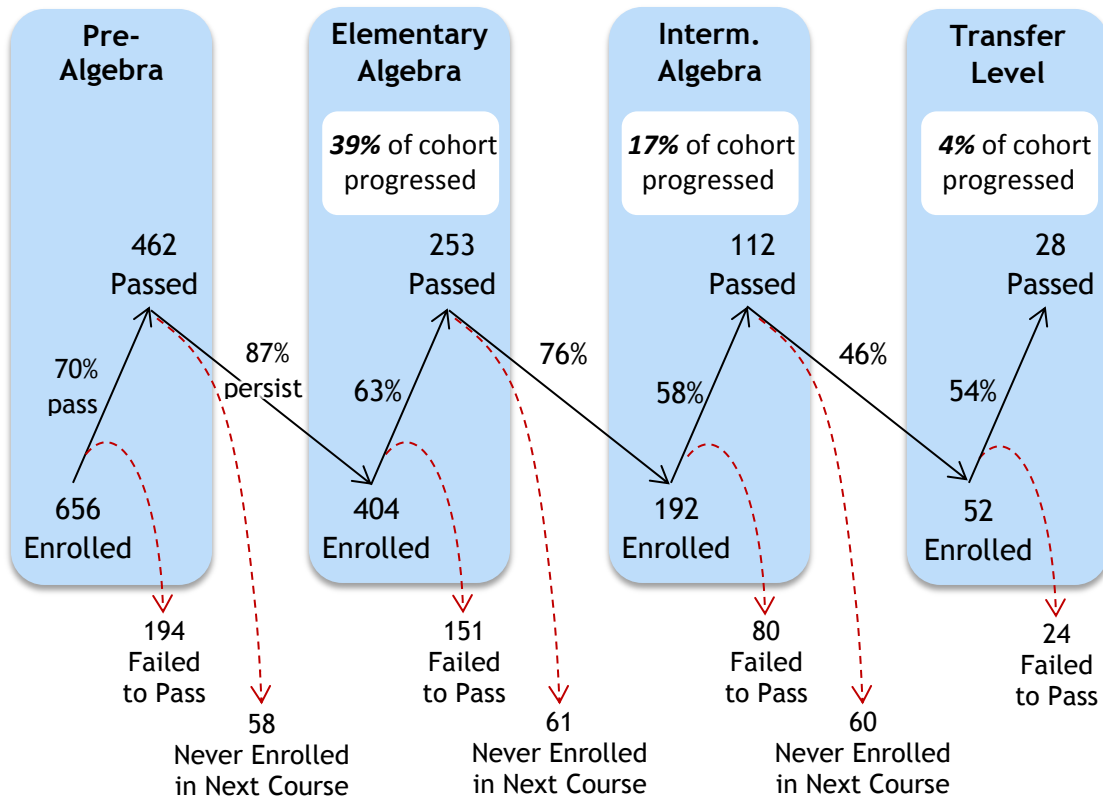 Pre-
Algebra
462
Passed
70%
pass
87%
persist
656
Enrolled
194
Failed
to Pass
58
Never Enrolled
in Next Course
Elementary
Algebra
39% of cohort
progressed
253
Passed
63%
76%
404
Enrolled
151
Failed
to Pass
61
Never Enrolled
in Next Course
Interm.
Algebra
17% of cohort
progressed
112
Passed
58%
46%
192
Enrolled
80
Failed
to Pass
60
Never Enrolled
in Next Course
Transfer
Level
4% of cohort
progressed
28
Passed
54%
52
Enrolled
24
Failed
to Pass